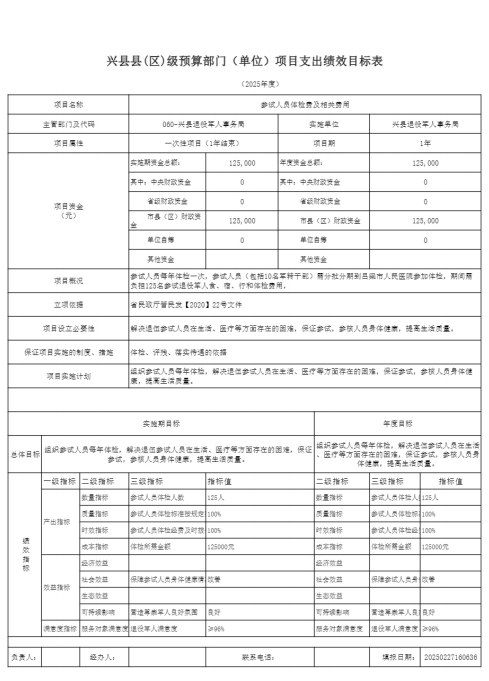 兴县县(区)级预算部门（单位）项目支出绩效目标表
（2025年度）
项目名称 参试人员体检费及相关费用
主管部门及代码 060-兴县退役军人事务局 实施单位 兴县退役军人事务局
项目属性 一次性项目（1年结束） 项目期 1年
项目资金（元）
实施期资金总额： 125,000 年度资金总额： 125,000
其中：中央财政资金 0 其中：中央财政资金 0
省级财政资金 0 省级财政资金 0
市县（区）财政资金 125,000 市县（区）财政资金 125,000
单位自筹 0 单位自筹 0
其他资金 其他资金
项目概况 参试人员每年体检一次，参试人员（包括10名军转干部）需分批分期到吕梁市人民医院参加体检，期间需
负担125名参试退役军人食、宿、行和体检费用。
立项依据 省民政厅晋民发【2020】22号文件
项目设立必要性 解决退伍参试人员在生活、医疗等方面存在的困难，保证参试、参核人员身体健康，提高生活质量。
保证项目实施的制度、措施 体检、评残、落实待遇的依据
项目实施计划 组织参试人员每年体检，解决退伍参试人员在生活、医疗等方面存在的困难，保证参试，参核人员身体健
康，提高生活质量。
实施期目标 年度目标
总体目标
组织参试人员每年体检，解决退伍参试人员在生活、医疗等方面存在的困难，保证
参试，参核人员身体健康，提高生活质量。
组织参试人员每年体检，解决退伍参试人员在生活
、医疗等方面存在的困难，保证参试，参核人员身
体健康，提高生活质量。
绩效指标
一级指标 二级指标 三级指标 指标值 二级指标 三级指标 指标值
产出指标
数量指标 参试人员体检人数 125人 数量指标 参试人员体检人 125人
质量指标 参试人员体检标准按规定 100% 质量指标 参试人员体检标 100%
时效指标 参试人员体检经费及时拨 100% 时效指标 参试人员体检经 100%
成本指标 体检所需金额 125000元 成本指标 体检所需金额 125000元
效益指标
经济效益 经济效益
社会效益 保障参试人员身体健康情 改善 社会效益 保障参试人员身 改善
生态效益 生态效益
可持续影响 营造尊崇军人良好氛围 良好 可持续影响 营造尊崇军人良 良好
满意度指标 服务对象满意度 退役军人满意度 ≥96% 服务对象满意度 退役军人满意度 ≥96%
负责人： 经办人： 联系电话： 填报日期： 20250227160636